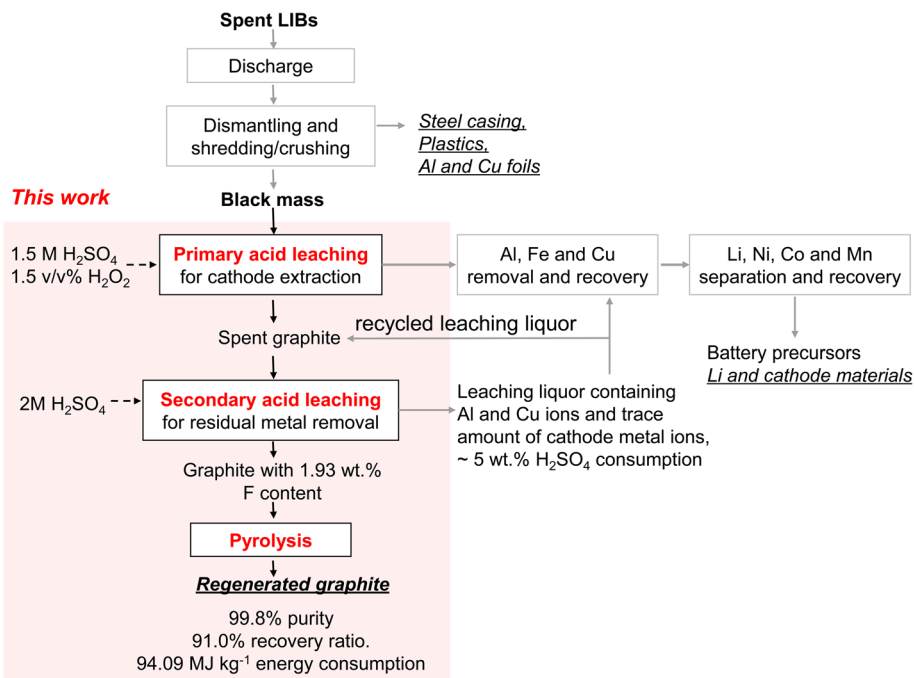 Spent LIBs
Discharge
Dismantling and
shredding/crushing
Steel casing,
Plastics,
Al and Cu foils
This work
Black mass
1.5 M H₂SO₄
1.5 v/v% H₂O₂
Primary acid leaching
for cathode extraction
Al, Fe and Cu
removal and recovery
Li, Ni, Co and Mn
separation and recovery
Spent graphite
recycled leaching liquor
Battery precursors
Li and cathode materials
2M H₂SO₄
Secondary acid leaching
for residual metal removal
Leaching liquor containing
Al and Cu ions and trace
amount of cathode metal ions,
~ 5 wt.% H₂SO₄ consumption
Graphite with 1.93 wt.%
F content
Pyrolysis
Regenerated graphite
99.8% purity
91.0% recovery ratio.
94.09 MJ kg⁻¹ energy consumption